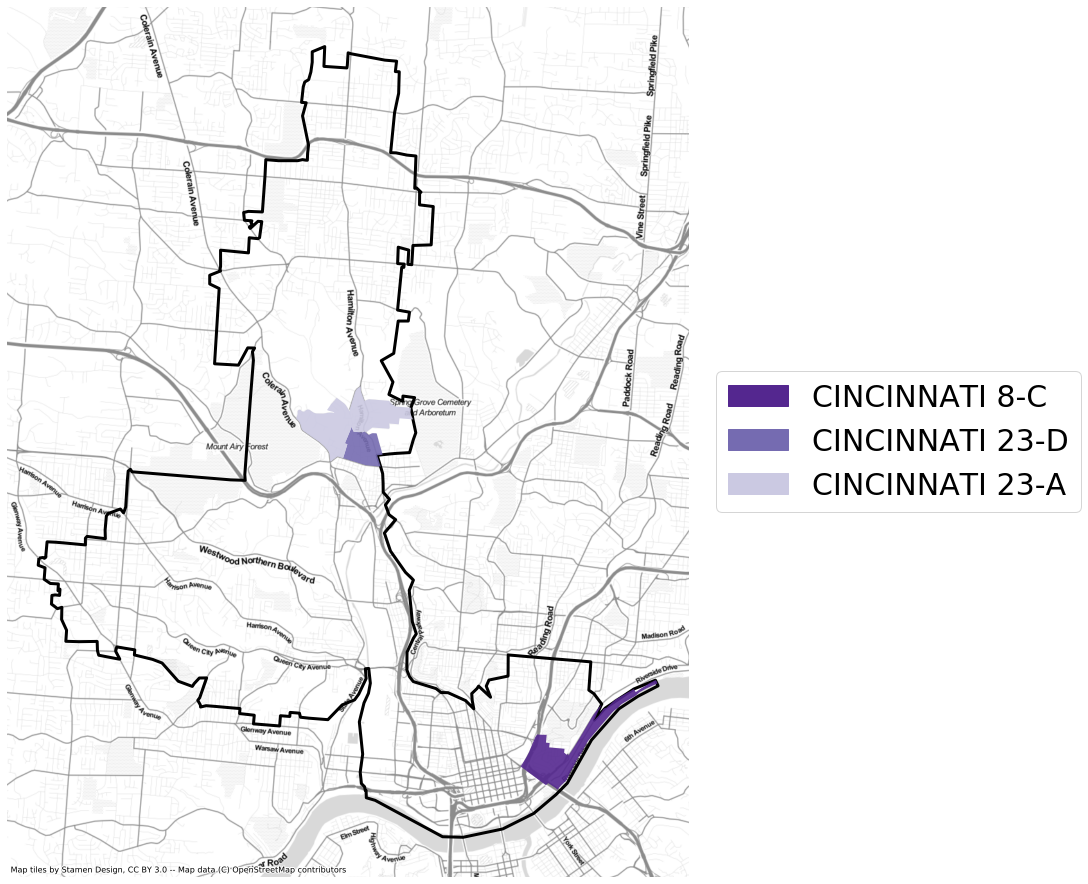 Colerain Avenue
Springfield Pike
Springfield Pike
Colerain Avenue
Vine Street
Hamilton Avenue
Paddock Road
Reading Road
Colerain Avenue
Spring Grove Cemetery
d Arboretum
Reading Road
Mount Airy Forest
Harrison Avenue
Harrison Avenue
Glenway Avenue
Westwood Northern Boulevard
Harrison Avenue
Harrison Avenue
Central Parkway
Reading Road
Madison Road
Queen City Avenue
Queen City Avenue
Riverside Drive
Glenway Avenue
Glenway Avenue
6th Avenue
Warsaw Avenue
Elm Street
Highway Avenue
York Street
Road
CINCINNATI 8-C
CINCINNATI 23-D
CINCINNATI 23-A
Map tiles by Stamen Design, CC BY 3.0 -- Map data (C) OpenStreetMap contributors